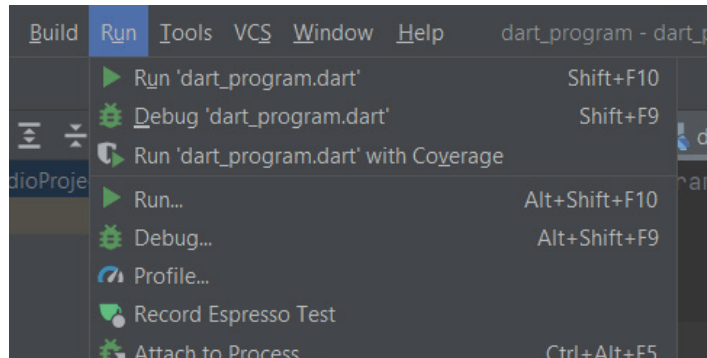 Build Run Tools VCS Window Help dart_program - dart_p
Run 'dart_program.dart' Shift+F10
Debug 'dart_program.dart' Shift+F9
Run 'dart_program.dart' with Coverage
dioProje
Run... Alt+Shift+F10
Debug... Alt+Shift+F9
Profile...
Record Espresso Test
Attach to Process Ctrl+Alt+F5